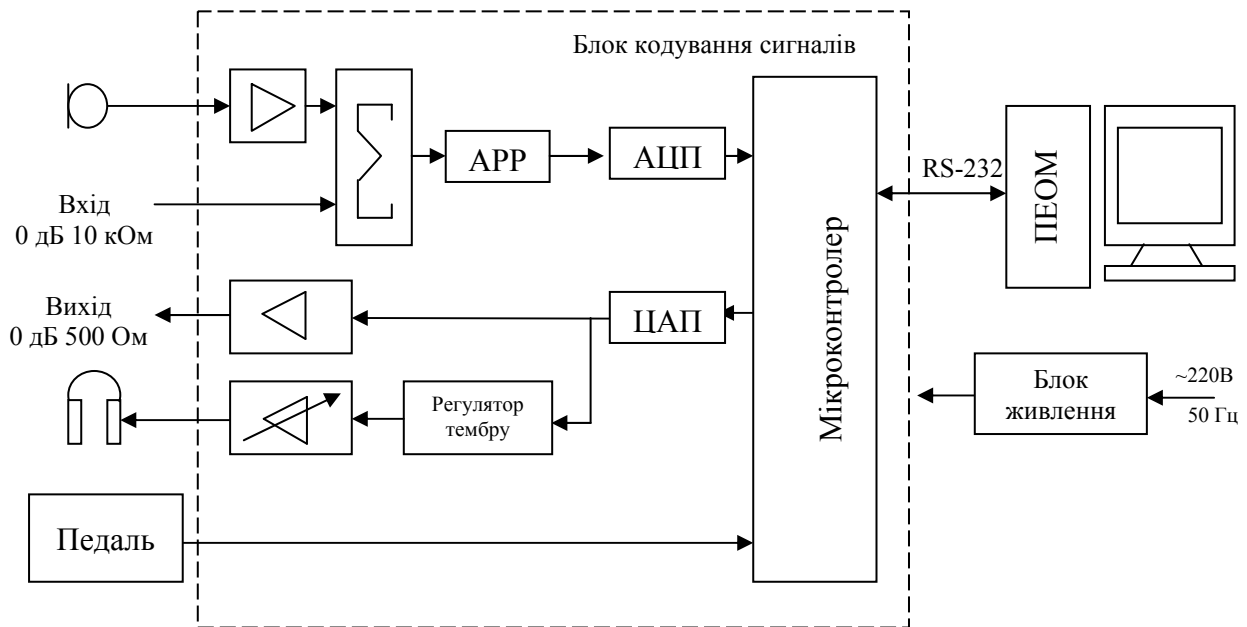 Блок кодування сигналів
АРР
АЦП
RS-232
ПЕОМ
Вхід
0 дБ 10 кОм
Мікроконтролер
Вихід
0 дБ 500 Ом
ЦАП
Регулятор
тембру
Блок
живлення
~220В
50 Гц
Педаль